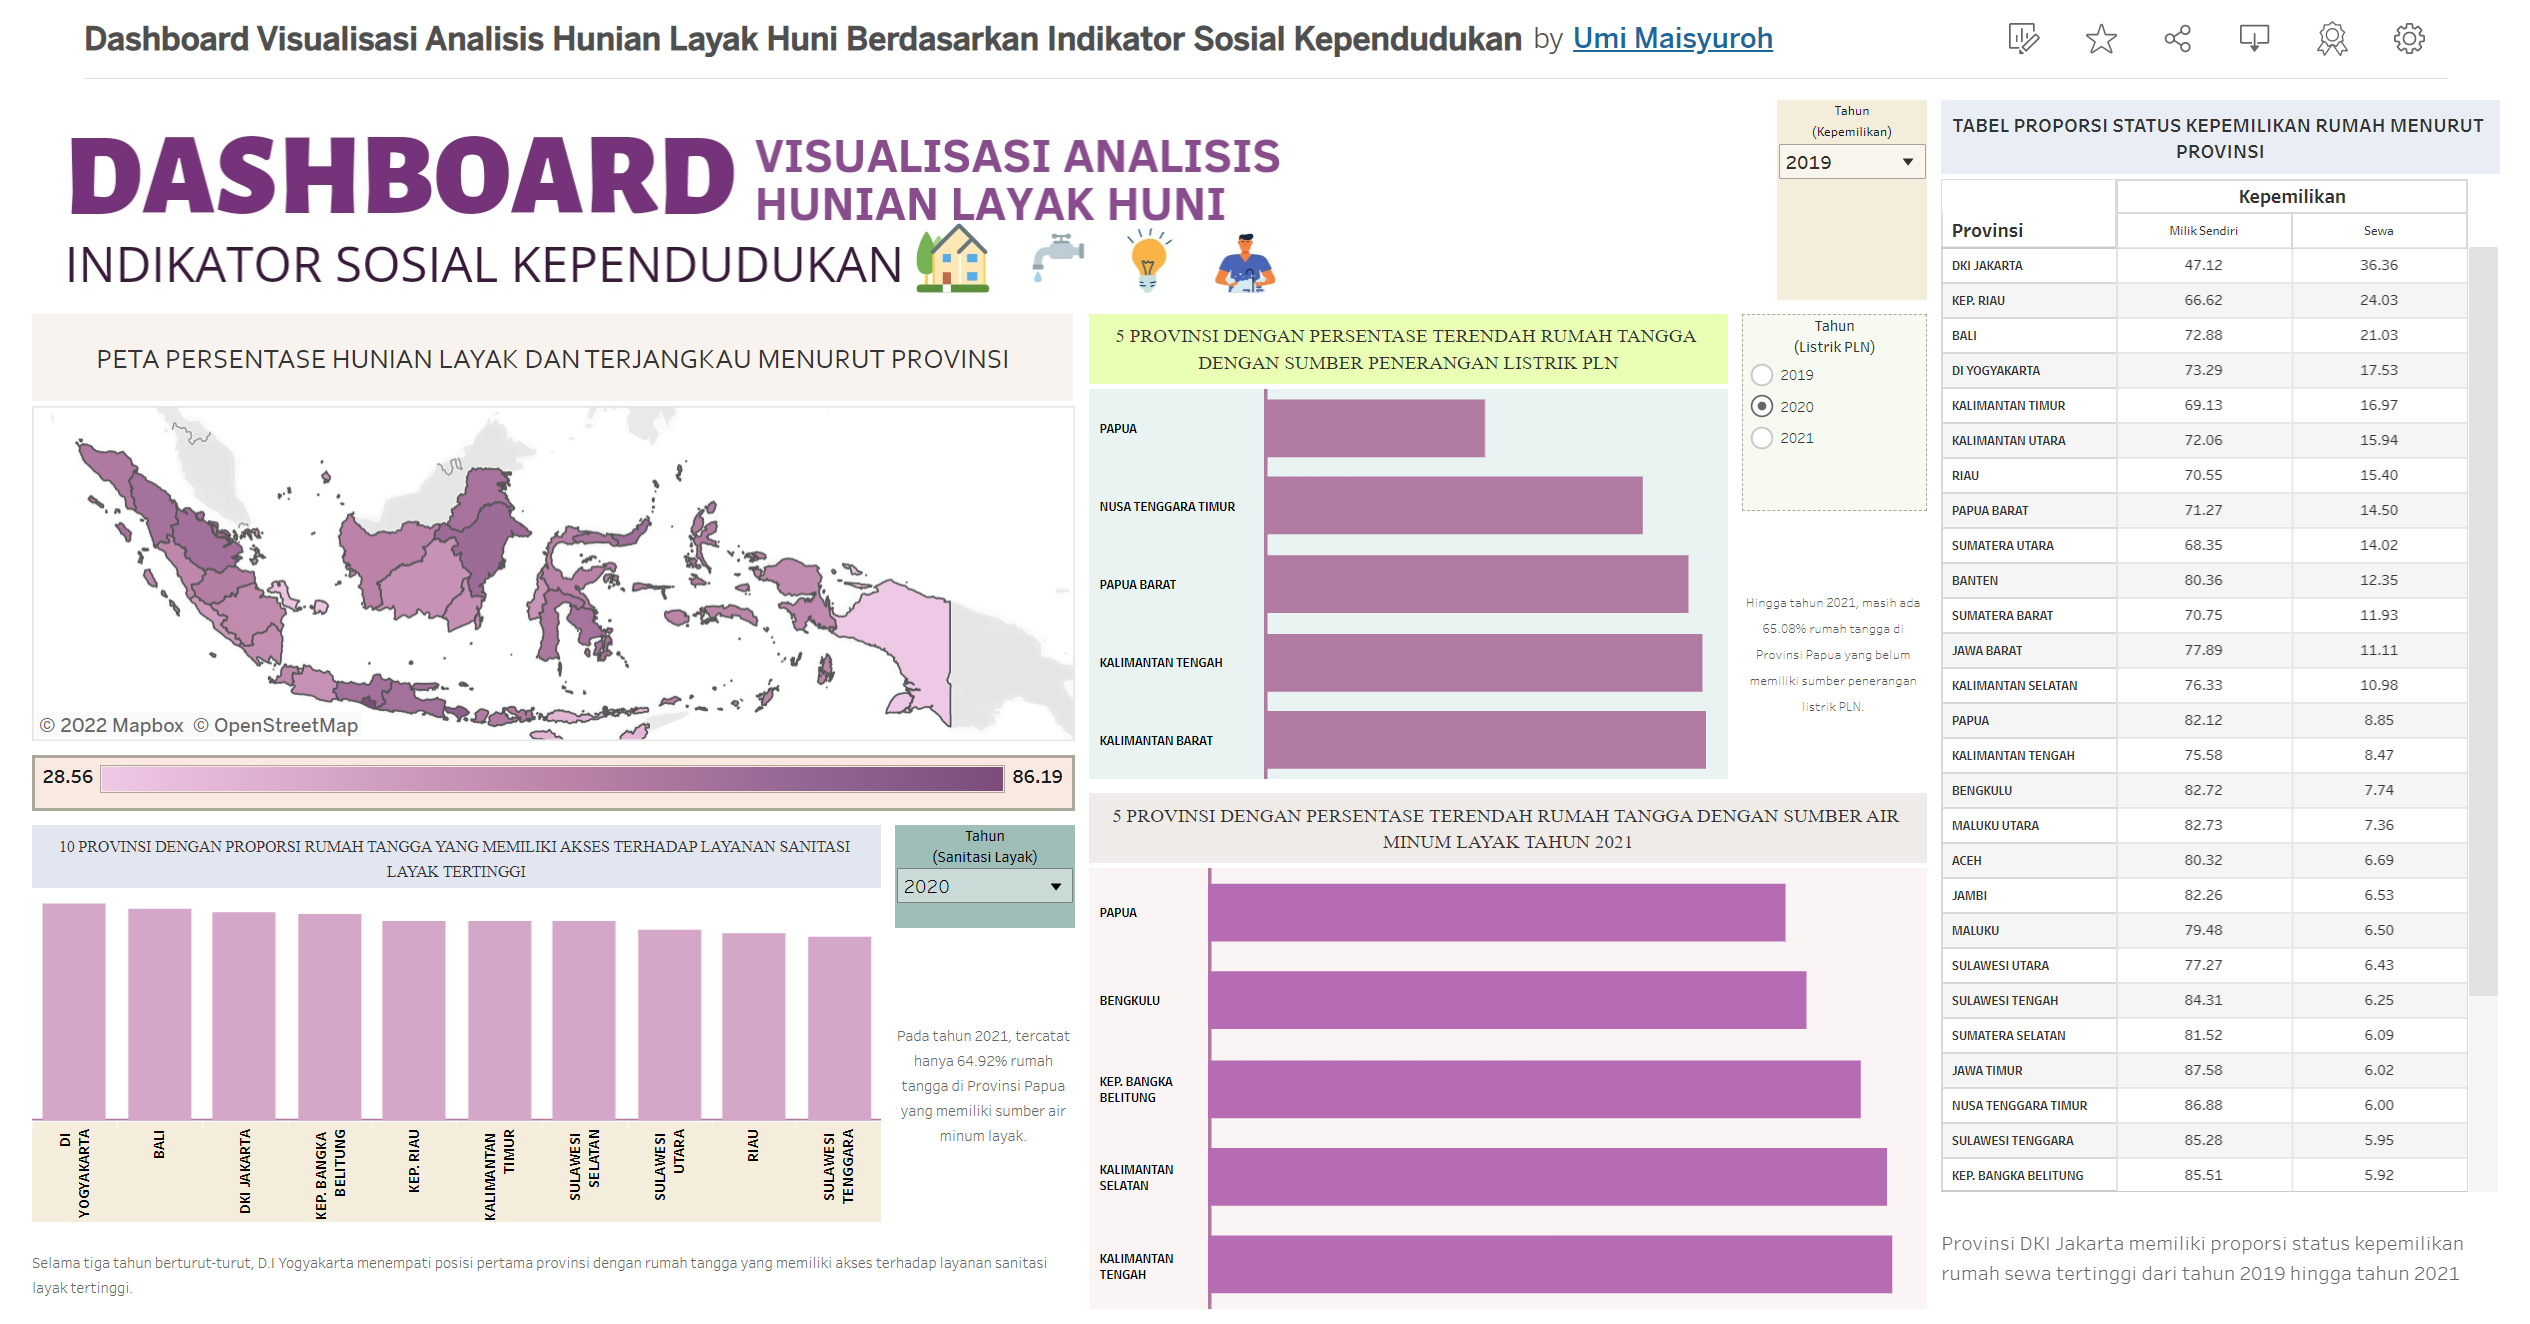 Dashboard Visualisasi Analisis Hunian Layak Huni Berdasarkan Indikator Sosial Kependudukan by Umi Maisyuroh
DASHBOARD
VISUALISASI ANALISIS
HUNIAN LAYAK HUNI
INDIKATOR SOSIAL KEPENDUDUKAN
Tahun
(Kepemilikan)
2019
PETA PERSENTASE HUNIAN LAYAK DAN TERJANGKAU MENURUT PROVINSI
© 2022 Mapbox © OpenStreetMap
28.56
86.19
10 PROVINSI DENGAN PROPORSI RUMAH TANGGA YANG MEMILIKI AKSES TERHADAP LAYANAN SANITASI
LAYAK TERTINGGI
Tahun
(Sanitasi Layak)
2020
DI
YOGYAKARTA
BALI
DKI JAKARTA
KEP. BANGKA
BELITUNG
KEP. RIAU
KALIMANTAN
TIMUR
SULAWESI
SELATAN
SULAWESI
UTARA
RIAU
SULAWESI
TENGGARA
Pada tahun 2021, tercatat
hanya 64.92% rumah
tangga di Provinsi Papua
yang memiliki sumber air
minum layak.
Selama tiga tahun berturut-turut, D.I Yogyakarta menempati posisi pertama provinsi dengan rumah tangga yang memiliki akses terhadap layanan sanitasi
layak tertinggi.
5 PROVINSI DENGAN PERSENTASE TERENDAH RUMAH TANGGA
DENGAN SUMBER PENERANGAN LISTRIK PLN
PAPUA
NUSA TENGGARA TIMUR
PAPUA BARAT
KALIMANTAN TENGAH
KALIMANTAN BARAT
Tahun
(Listrik PLN)
2019
2020
2021
Hingga tahun 2021, masih ada
65.08% rumah tangga di
Provinsi Papua yang belum
memiliki sumber penerangan
listrik PLN.
5 PROVINSI DENGAN PERSENTASE TERENDAH RUMAH TANGGA DENGAN SUMBER AIR
MINUM LAYAK TAHUN 2021
PAPUA
BENGKULU
KEP. BANGKA
BELITUNG
KALIMANTAN
SELATAN
KALIMANTAN
TENGAH
TABEL PROPORSI STATUS KEPEMILIKAN RUMAH MENURUT
PROVINSI
Kepemilikan
Provinsi Milik Sendiri Sewa
DKI JAKARTA 47.12 36.36
KEP. RIAU 66.62 24.03
BALI 72.88 21.03
DI YOGYAKARTA 73.29 17.53
KALIMANTAN TIMUR 69.13 16.97
KALIMANTAN UTARA 72.06 15.94
RIAU 70.55 15.40
PAPUA BARAT 71.27 14.50
SUMATERA UTARA 68.35 14.02
BANTEN 80.36 12.35
SUMATERA BARAT 70.75 11.93
JAWA BARAT 77.89 11.11
KALIMANTAN SELATAN 76.33 10.98
PAPUA 82.12 8.85
KALIMANTAN TENGAH 75.58 8.47
BENGKULU 82.72 7.74
MALUKU UTARA 82.73 7.36
ACEH 80.32 6.69
JAMBI 82.26 6.53
MALUKU 79.48 6.50
SULAWESI UTARA 77.27 6.43
SULAWESI TENGAH 84.31 6.25
SUMATERA SELATAN 81.52 6.09
JAWA TIMUR 87.58 6.02
NUSA TENGGARA TIMUR 86.88 6.00
SULAWESI TENGGARA 85.28 5.95
KEP. BANGKA BELITUNG 85.51 5.92
Provinsi DKI Jakarta memiliki proporsi status kepemilikan
rumah sewa tertinggi dari tahun 2019 hingga tahun 2021